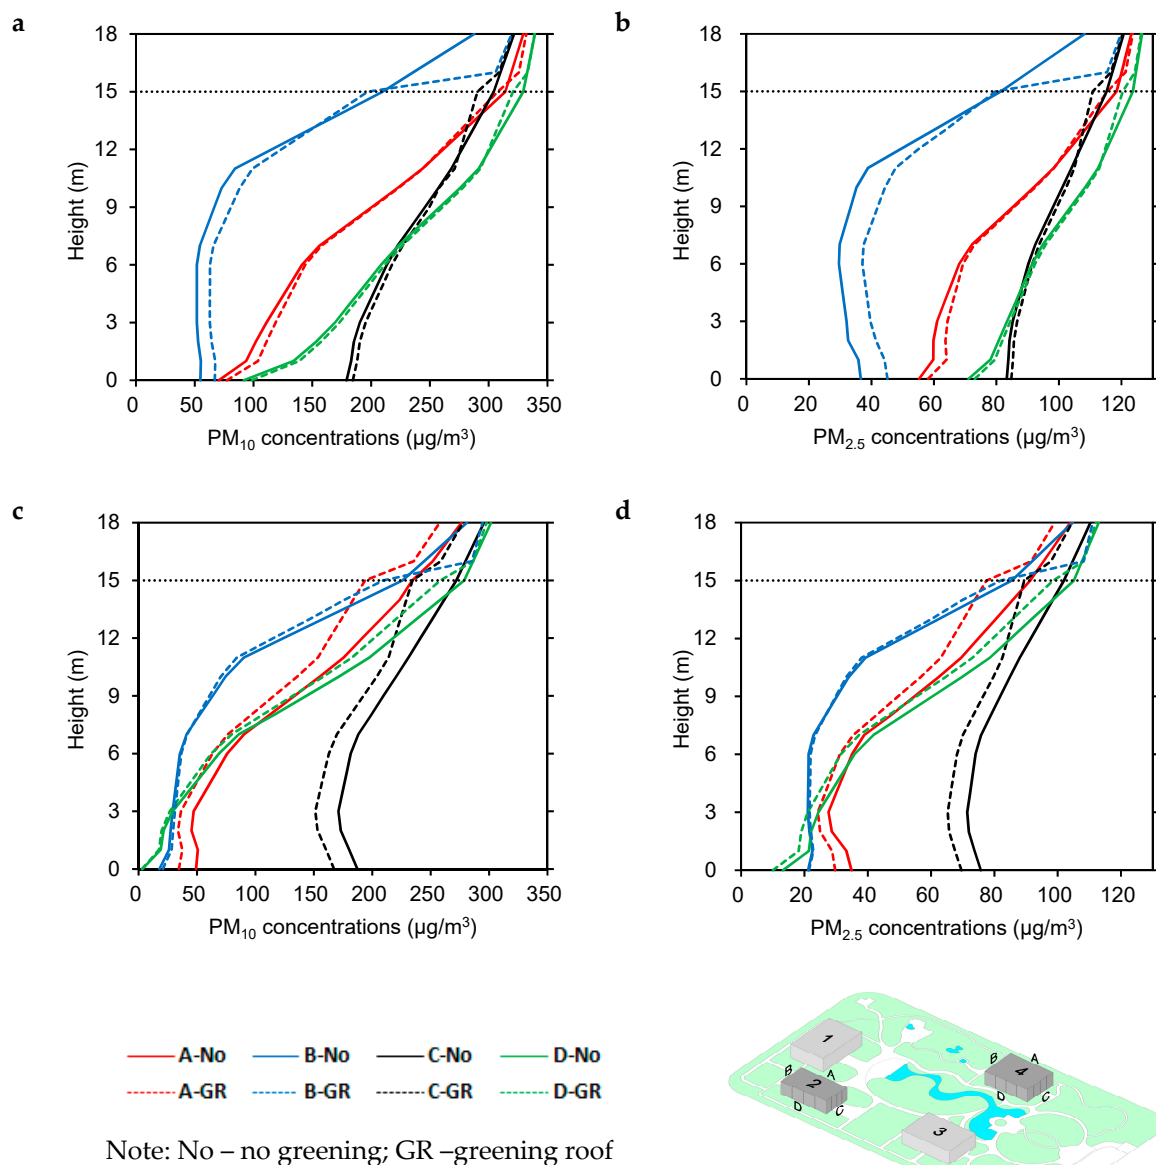 a
b
18
15
12
9
6
3
0
Height (m)
0 50 100 150 200 250 300 350
PM10 concentrations (µg/m3)
18
15
12
9
6
3
0
Height (m)
0 20 40 60 80 100 120
PM2.5 concentrations (µg/m3)
c
d
18
15
12
9
6
3
0
Height (m)
0 50 100 150 200 250 300 350
PM10 concentrations (µg/m3)
18
15
12
9
6
3
0
Height (m)
0 20 40 60 80 100 120
PM2.5 concentrations (µg/m3)
A-No B-No C-No D-No
A-GR B-GR C-GR D-GR
Note: No – no greening; GR –greening roof
1
B A
2
D C
B A
4
D C
3